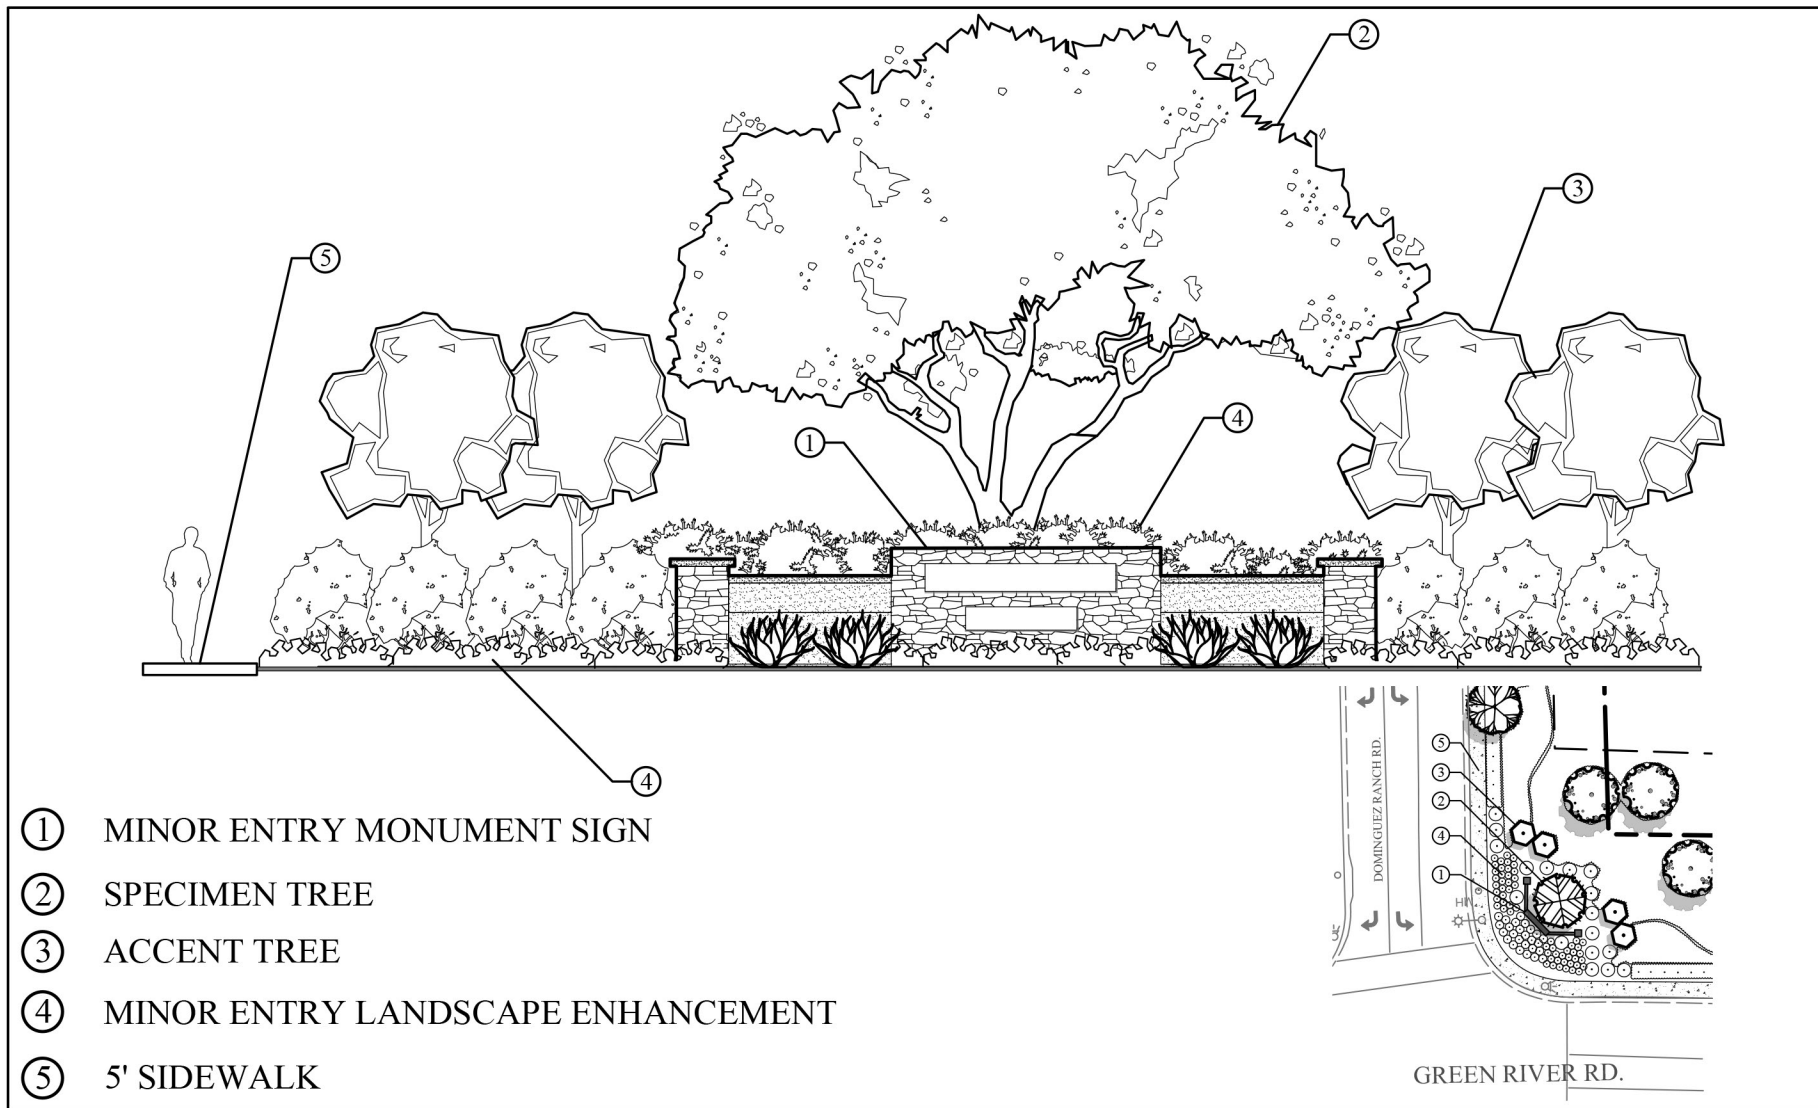 2
3
5
1
4
4
1 MINOR ENTRY MONUMENT SIGN
2 SPECIMEN TREE
3 ACCENT TREE
4 MINOR ENTRY LANDSCAPE ENHANCEMENT
5 5' SIDEWALK
DOMINGUEZ RANCH RD.
5
3
2
4
1
GREEN RIVER RD.